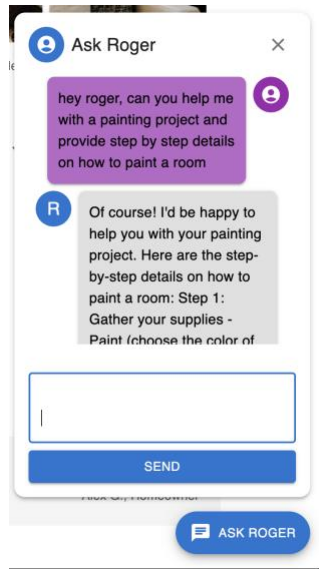 Ask Roger
hey roger, can you help me
with a painting project and
provide step by step details
on how to paint a room
R
Of course! I'd be happy to
help you with your painting
project. Here are the step-
by-step details on how to
paint a room: Step 1:
Gather your supplies -
Paint (choose the color of
SEND
Alex G., Homeowner
ASK ROGER